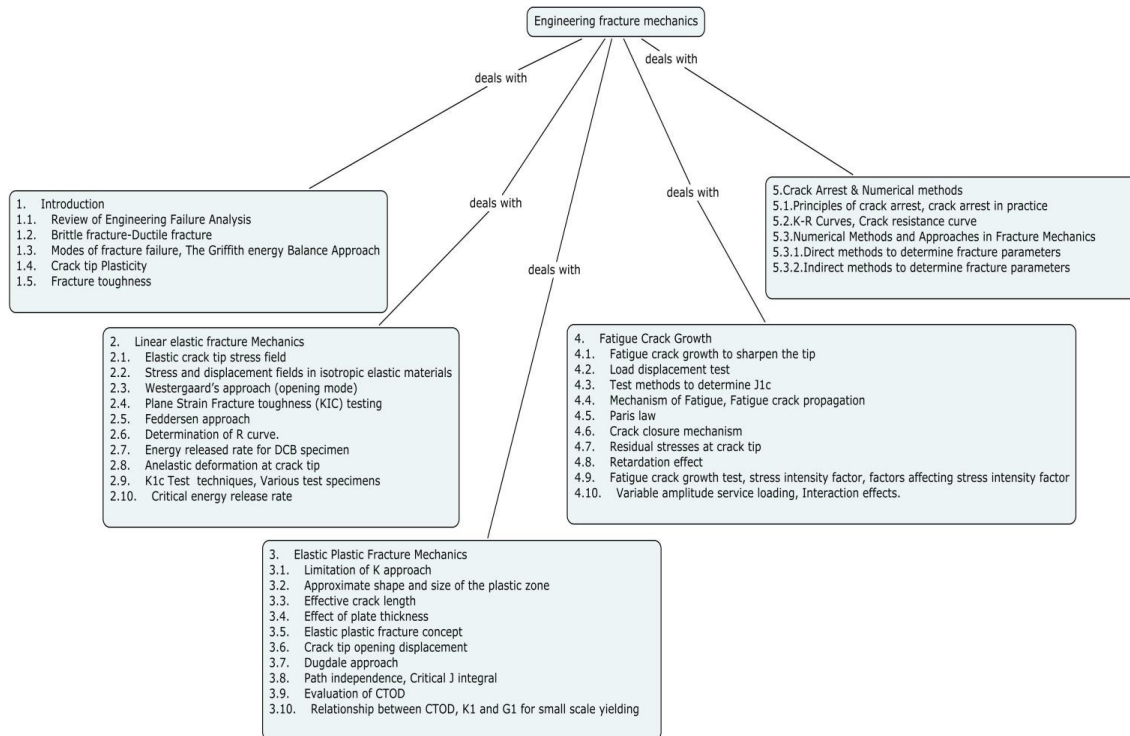 Engineering fracture mechanics
deals with
deals with
deals with
deals with
deals with
1. Introduction
1.1. Review of Engineering Failure Analysis
1.2. Brittle fracture-Ductile fracture
1.3. Modes of fracture failure, The Griffith energy Balance Approach
1.4. Crack tip Plasticity
1.5. Fracture toughness
2. Linear elastic fracture Mechanics
2.1. Elastic crack tip stress field
2.2. Stress and displacement fields in isotropic elastic materials
2.3. Westergaard's approach (opening mode)
2.4. Plane Strain Fracture toughness (KIC) testing
2.5. Feddersen approach
2.6. Determination of R curve.
2.7. Energy released rate for DCB specimen
2.8. Anelastic deformation at crack tip
2.9. K1c Test techniques, Various test specimens
2.10. Critical energy release rate
3. Elastic Plastic Fracture Mechanics
3.1. Limitation of K approach
3.2. Approximate shape and size of the plastic zone
3.3. Effective crack length
3.4. Effect of plate thickness
3.5. Elastic plastic fracture concept
3.6. Crack tip opening displacement
3.7. Dugdale approach
3.8. Path independence, Critical J integral
3.9. Evaluation of CTOD
3.10. Relationship between CTOD, K1 and G1 for small scale yielding
4. Fatigue Crack Growth
4.1. Fatigue crack growth to sharpen the tip
4.2. Load displacement test
4.3. Test methods to determine J1c
4.4. Mechanism of Fatigue, Fatigue crack propagation
4.5. Paris law
4.6. Crack closure mechanism
4.7. Residual stresses at crack tip
4.8. Retardation effect
4.9. Fatigue crack growth test, stress intensity factor, factors affecting stress intensity factor
4.10. Variable amplitude service loading, Interaction effects.
5.Crack Arrest & Numerical methods
5.1.Principles of crack arrest, crack arrest in practice
5.2.K-R Curves, Crack resistance curve
5.3.Numerical Methods and Approaches in Fracture Mechanics
5.3.1.Direct methods to determine fracture parameters
5.3.2.Indirect methods to determine fracture parameters